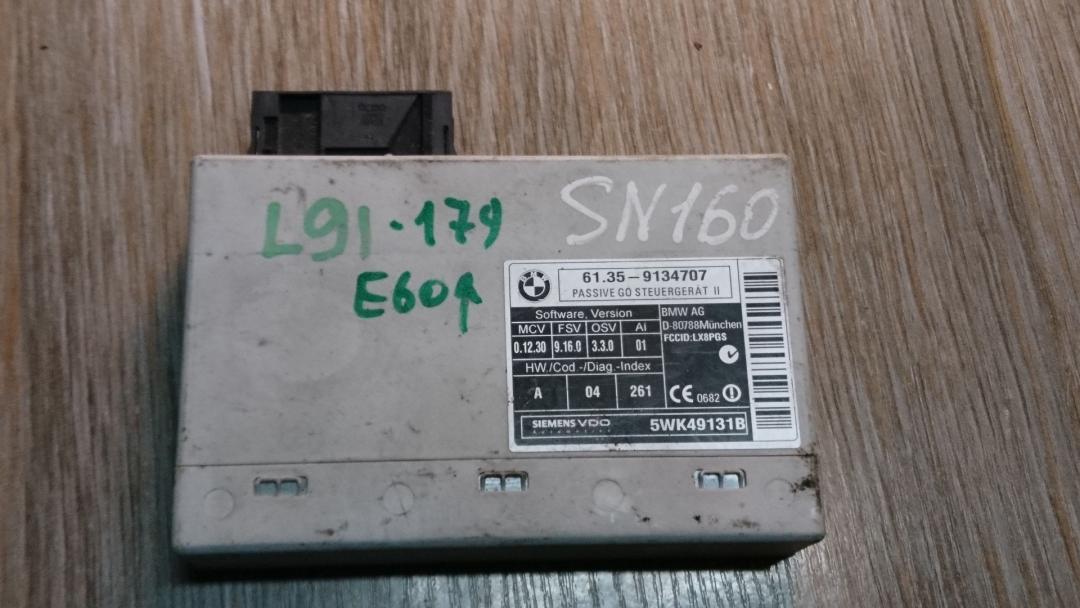 L91-179
SN160
E60
61.35-9134707
PASSIVE GO STEUERGERÄT II
Software, Version
MCV FSV OSV AI
0.12.30 9.16.0 3.3.0 01
HW./Cod -/Diag.-Index
A 04 261
BMW AG
D-80788München
FCCID:LX8PGS
CE 0682
SIEMENS VDO
Automotive
5WK49131B